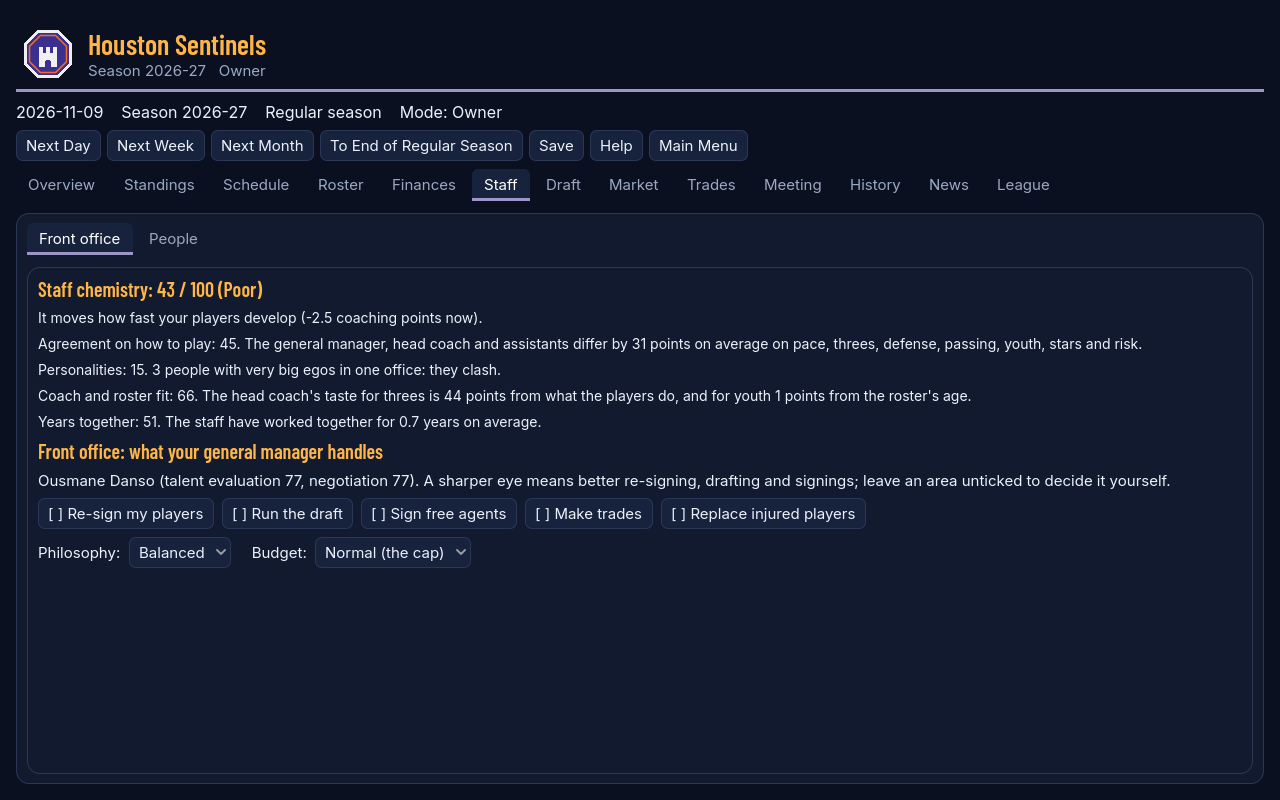 Houston Sentinels
Season 2026-27 Owner
2026-11-09 Season 2026-27 Regular season Mode: Owner
Next Day Next Week Next Month To End of Regular Season Save Help Main Menu
Overview Standings Schedule Roster Finances Staff Draft Market Trades Meeting History News League
Front office People
Staff chemistry: 43 / 100 (Poor)
It moves how fast your players develop (-2.5 coaching points now).
Agreement on how to play: 45. The general manager, head coach and assistants differ by 31 points on average on pace, threes, defense, passing, youth, stars and risk.
Personalities: 15. 3 people with very big egos in one office: they clash.
Coach and roster fit: 66. The head coach's taste for threes is 44 points from what the players do, and for youth 1 points from the roster's age.
Years together: 51. The staff have worked together for 0.7 years on average.
Front office: what your general manager handles
Ousmane Danso (talent evaluation 77, negotiation 77). A sharper eye means better re-signing, drafting and signings; leave an area unticked to decide it yourself.
[ ] Re-sign my players [ ] Run the draft [ ] Sign free agents [ ] Make trades [ ] Replace injured players
Philosophy: Balanced Budget: Normal (the cap)